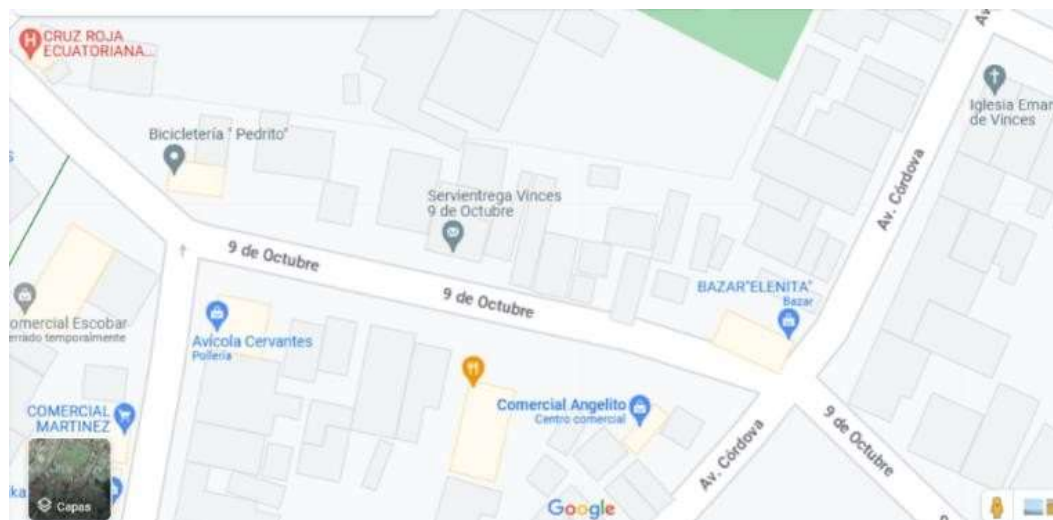 CRUZ ROJA
ECUATORIANA...
Bicicletería " Pedrito"
Servientrega Vinces
9 de Octubre
Iglesia Eman
de Vinces
Av. Córdova
9 de Octubre
9 de Octubre
BAZAR"ELENITA"
Bazar
Avícola Cervantes
Pollería
omercial Escobar
errado temporalmente
COMERCIAL
MARTINEZ
Comercial Angelito
Centro comercial
Av. Córdova
9 de Octubre
Capas
Google